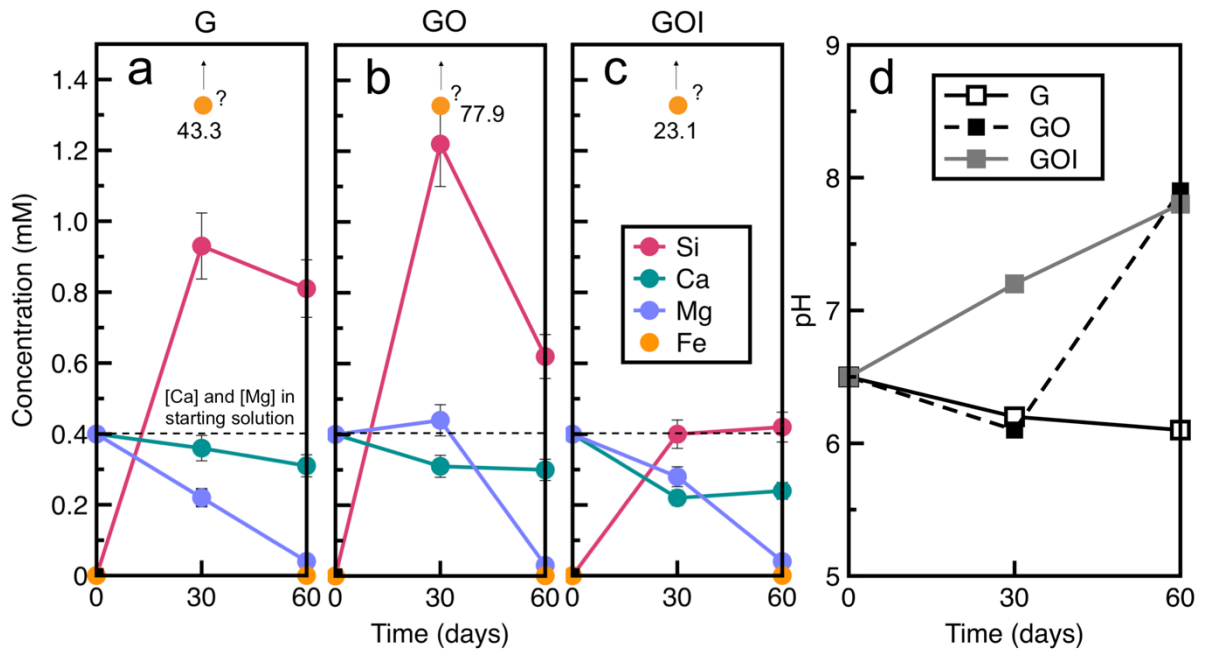 G
GO
GOI
a
b
c
d
?
43.3
?
77.9
?
23.1
1.4
1.2
1.0
0.8
0.6
0.4
0.2
0
Concentration (mM)
[Ca] and [Mg] in
starting solution
Si
Ca
Mg
Fe
0
30
60
0
30
60
0
30
60
Time (days)
9
8
7
6
5
pH
G
GO
GOI
0
30
60
Time (days)